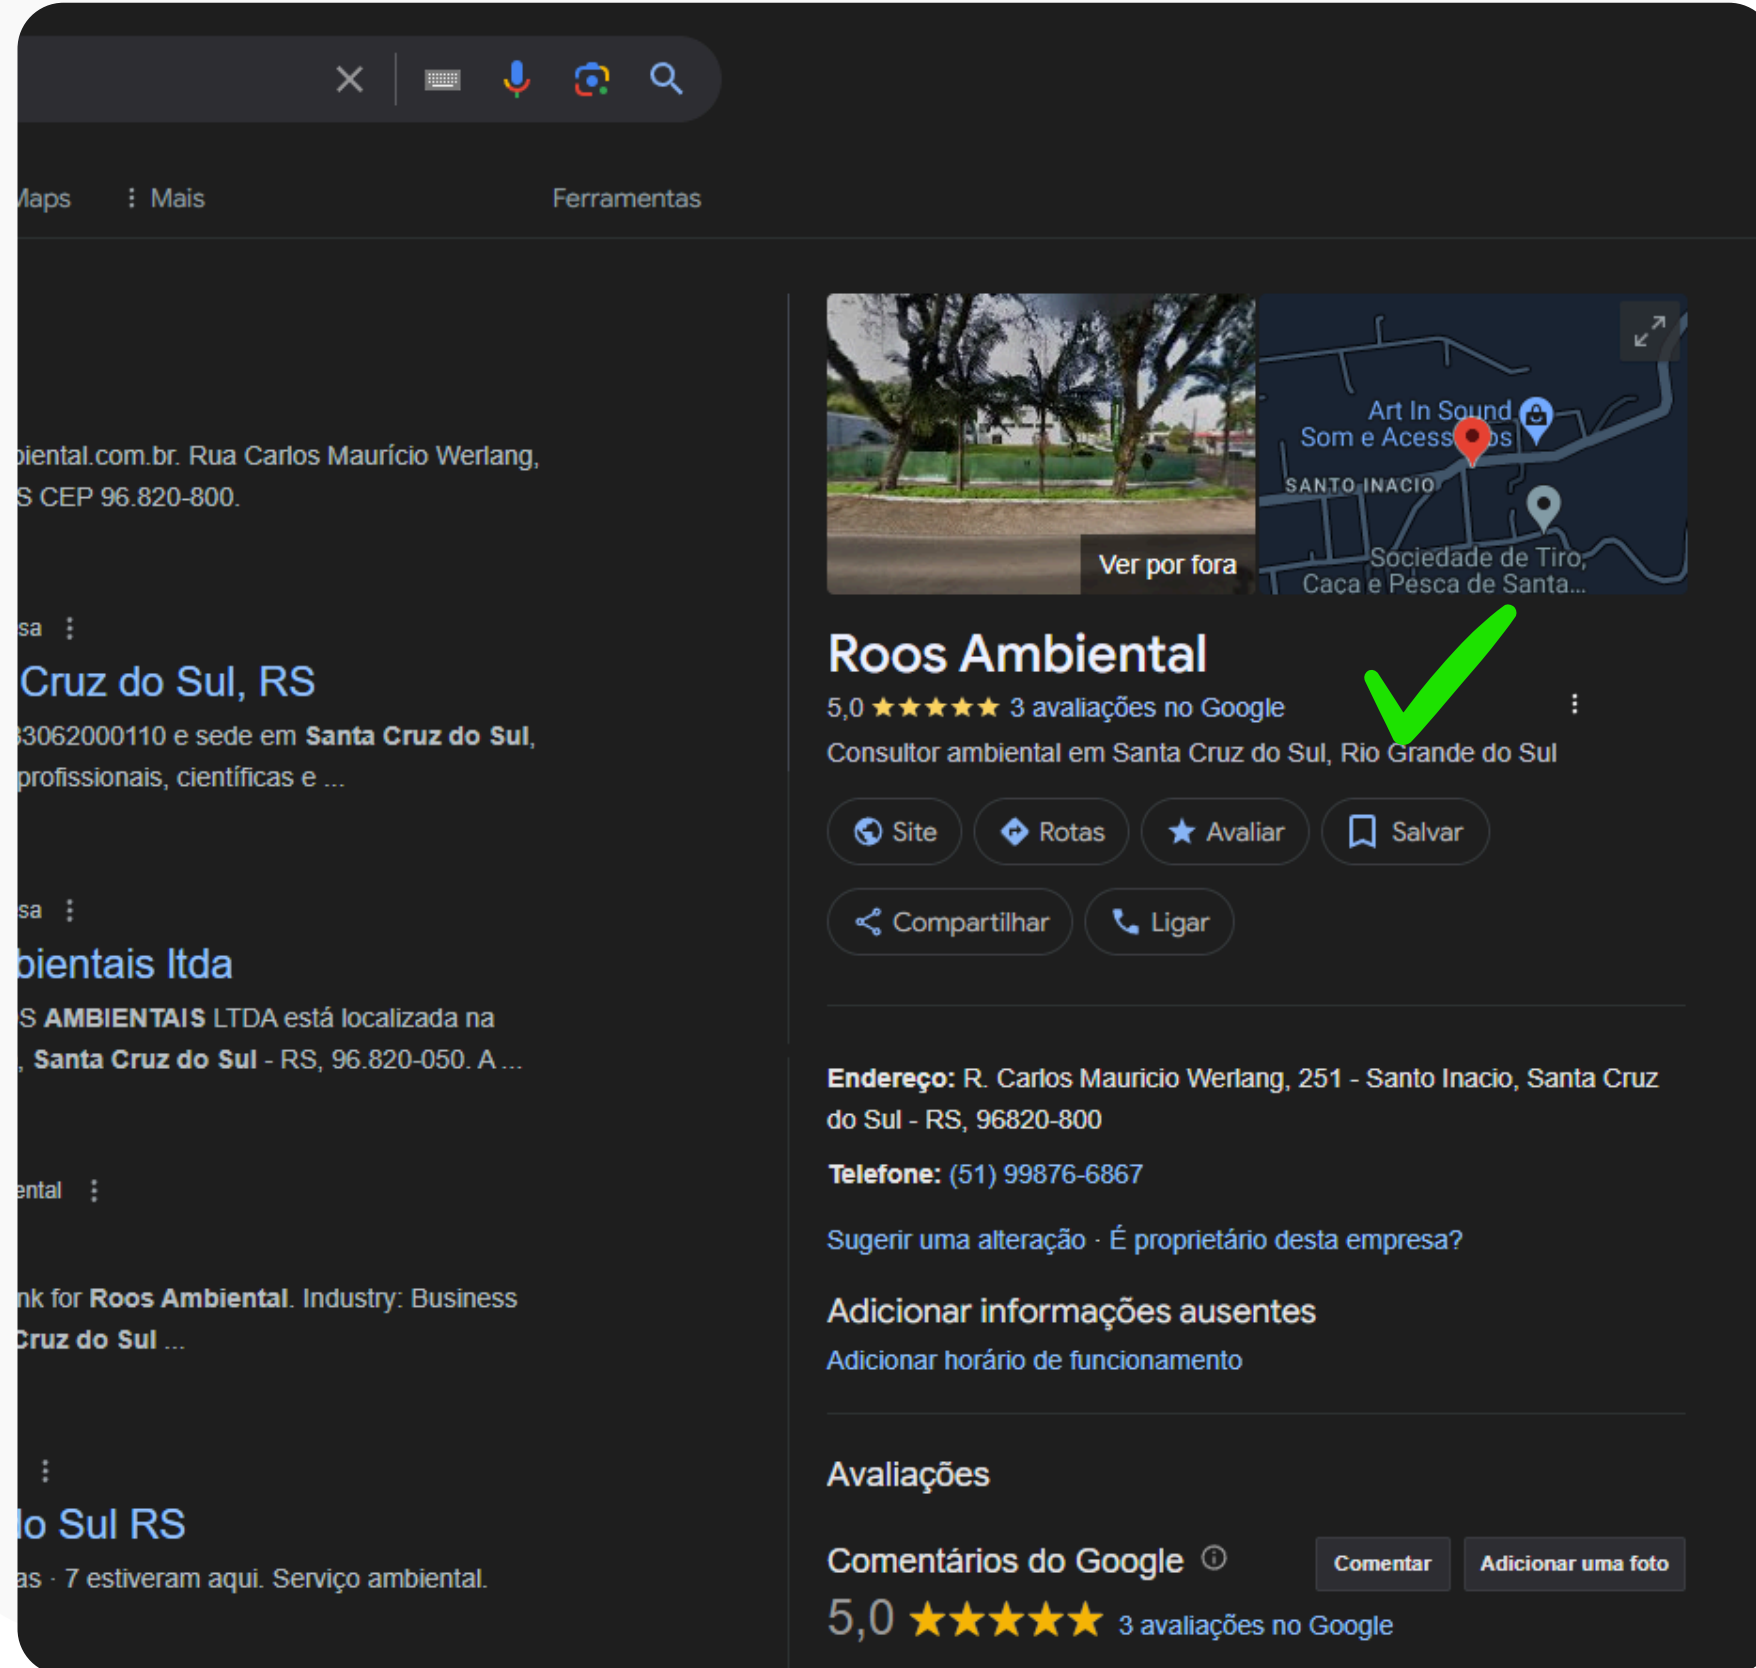 Maps
Mais
Ferramentas
biental.com.br. Rua Carlos Maurício Werlang,
S CEP 96.820-800.
sa
Cruz do Sul, RS
33062000110 e sede em Santa Cruz do Sul,
profissionais, científicas e ...
sa
bientais ltda
S AMBIENTAIS LTDA está localizada na
, Santa Cruz do Sul - RS, 96.820-050. A ...
ental
nk for Roos Ambiental. Industry: Business
Cruz do Sul ...
do Sul RS
as · 7 estiveram aqui. Serviço ambiental.
Ver por fora
Art In Sound
Som e Acess os
SANTO INACIO
Sociedade de Tiro,
Caça e Pesca de Santa...
Roos Ambiental
5,0 3 avaliações no Google
Consultor ambiental em Santa Cruz do Sul, Rio Grande do Sul
Site
Rotas
Avaliar
Salvar
Compartilhar
Ligar
Endereço: R. Carlos Mauricio Werlang, 251 - Santo Inacio, Santa Cruz
do Sul - RS, 96820-800
Telefone: (51) 99876-6867
Sugerir uma alteração · É proprietário desta empresa?
Adicionar informações ausentes
Adicionar horário de funcionamento
Avaliações
Comentários do Google
Comentar
Adicionar uma foto
5,0 3 avaliações no Google